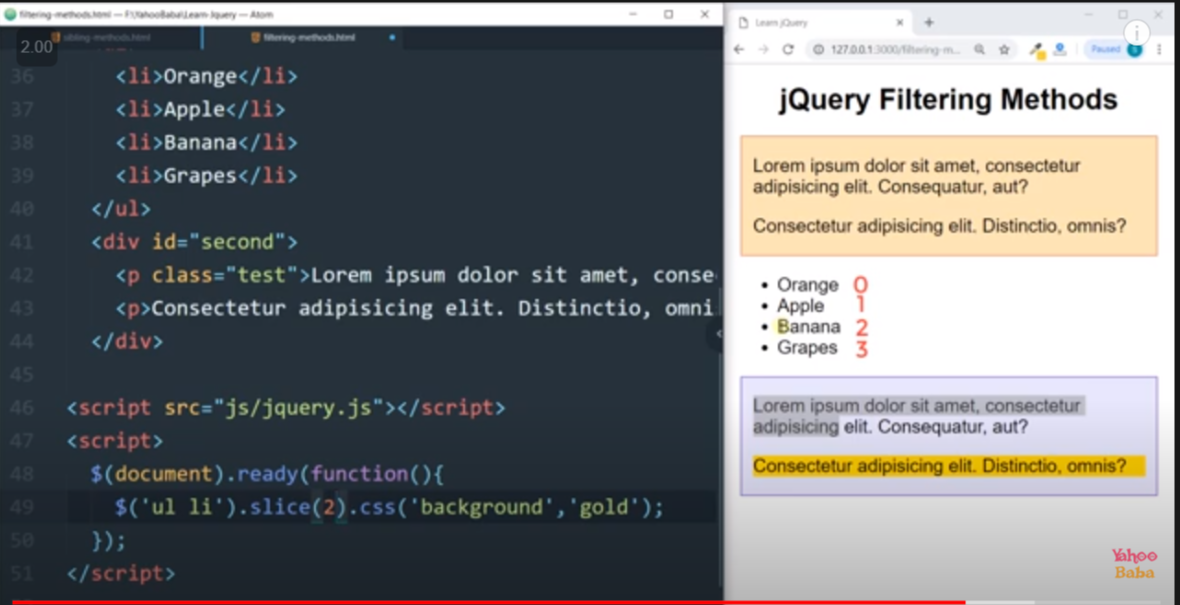 filtering-methods.html — F:\YahooBaba\Learn-Jquery — Atom
2.00
sibling-methods.html
filtering-methods.html
36 <li>Orange</li>
37 <li>Apple</li>
38 <li>Banana</li>
39 <li>Grapes</li>
40 </ul>
41 <div id="second">
42 <p class="test">Lorem ipsum dolor sit amet, conse
43 <p>Consectetur adipisicing elit. Distinctio, omni
44 </div>
45
46 <script src="js/jquery.js"></script>
47 <script>
48 $(document).ready(function(){
49 $('ul li').slice(2).css('background','gold');
50 });
51 </script>
Learn jQuery
127.0.0.1:3000/filtering-m...
Paused
jQuery Filtering Methods
Lorem ipsum dolor sit amet, consectetur
adipisicing elit. Consequatur, aut?
Consectetur adipisicing elit. Distinctio, omnis?
• Orange 0
• Apple 1
• Banana 2
• Grapes 3
Lorem ipsum dolor sit amet, consectetur
adipisicing elit. Consequatur, aut?
Consectetur adipisicing elit. Distinctio, omnis?
Yahoo
Baba